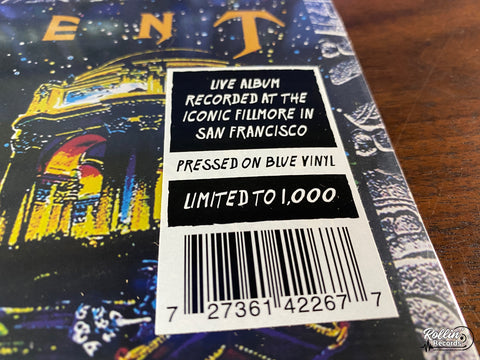 ENT
LIVE ALBUM
RECORDED AT THE
ICONIC FILLMORE IN
SAN FRANCISCO
PRESSED ON BLUE VINYL
LIMITED TO 1,000
7 27361 42267 7
Rollin'
Records